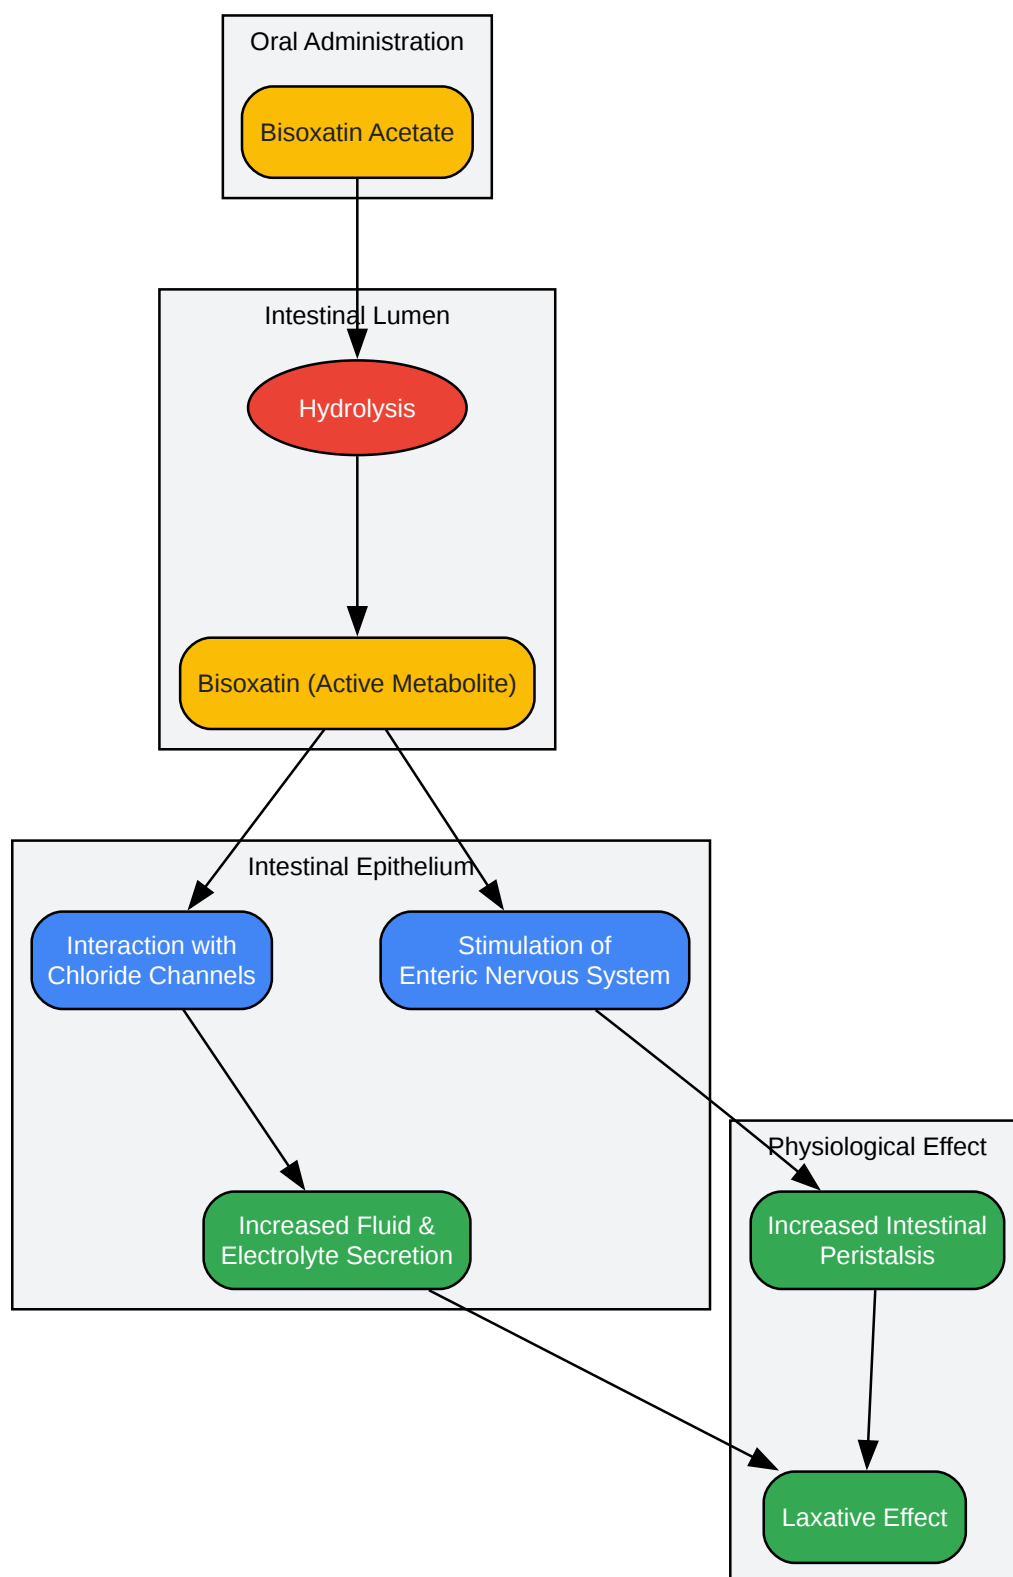 Oral Administration
Bisoxatin Acetate
Intestinal Lumen
Hydrolysis
Bisoxatin (Active Metabolite)
Intestinal Epithelium
Interaction with
Chloride Channels
Stimulation of
Enteric Nervous System
Physiological Effect
Increased Fluid &
Electrolyte Secretion
Increased Intestinal
Peristalsis
Laxative Effect